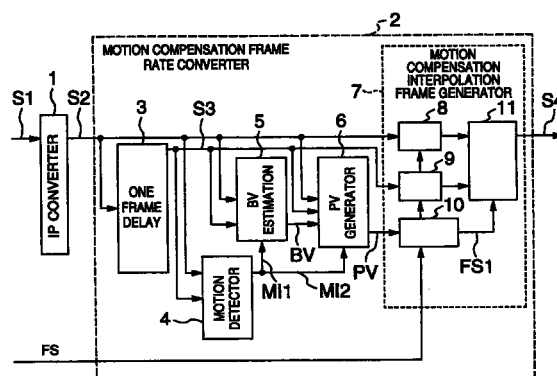 2
MOTION COMPENSATION FRAME
RATE CONVERTER
MOTION
COMPENSATION
INTERPOLATION
FRAME GENERATOR
7
1
S1
S2
3
S3
5
6
8
11
9
10
IP CONVERTER
ONE
FRAME
DELAY
BV
ESTIMATION
PV
GENERATOR
BV
PV
FS1
MOTION
DETECTOR
4
MI1
MI2
FS